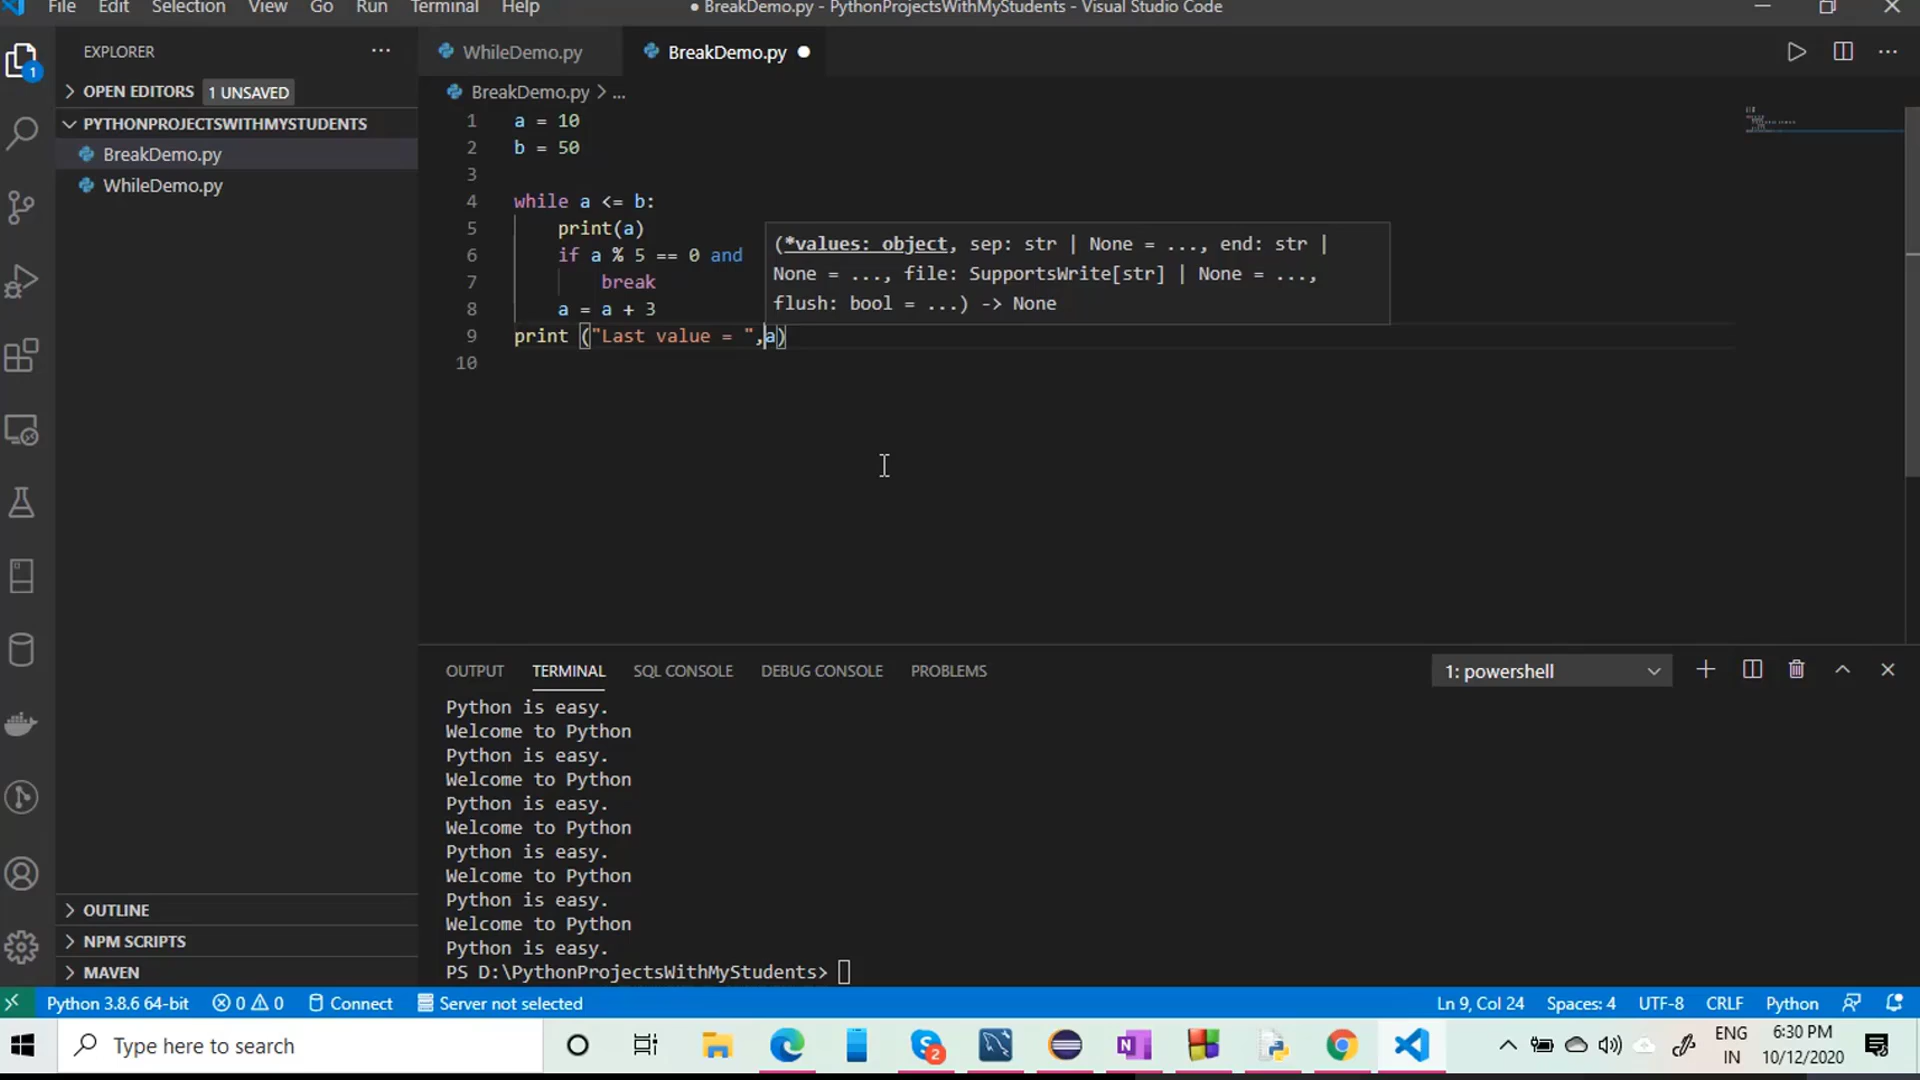 File Edit Selection View Go Run Terminal Help
● BreakDemo.py - PythonProjectsWithMyStudents - Visual Studio Code
EXPLORER
OPEN EDITORS 1 UNSAVED
PYTHONPROJECTSWITHMYSTUDENTS
BreakDemo.py
WhileDemo.py
OUTLINE
NPM SCRIPTS
MAVEN
1
WhileDemo.py BreakDemo.py
BreakDemo.py > ...
1 a = 10
2 b = 50
3
4 while a <= b:
5 print(a)
6 if a % 5 == 0 and
7 break
8 a = a + 3
9 print ("Last value = ",a)
10
(*values: object, sep: str | None = ..., end: str |
None = ..., file: SupportsWrite[str] | None = ...,
flush: bool = ...) -> None
OUTPUT TERMINAL SQL CONSOLE DEBUG CONSOLE PROBLEMS
1: powershell
Python is easy.
Welcome to Python
Python is easy.
Welcome to Python
Python is easy.
Welcome to Python
Python is easy.
Welcome to Python
Python is easy.
Welcome to Python
Python is easy.
PS D:\PythonProjectsWithMyStudents>
Python 3.8.6 64-bit 0 0 Connect Server not selected
Ln 9, Col 24 Spaces: 4 UTF-8 CRLF Python
Type here to search
2
N
ENG
IN
6:30 PM
10/12/2020